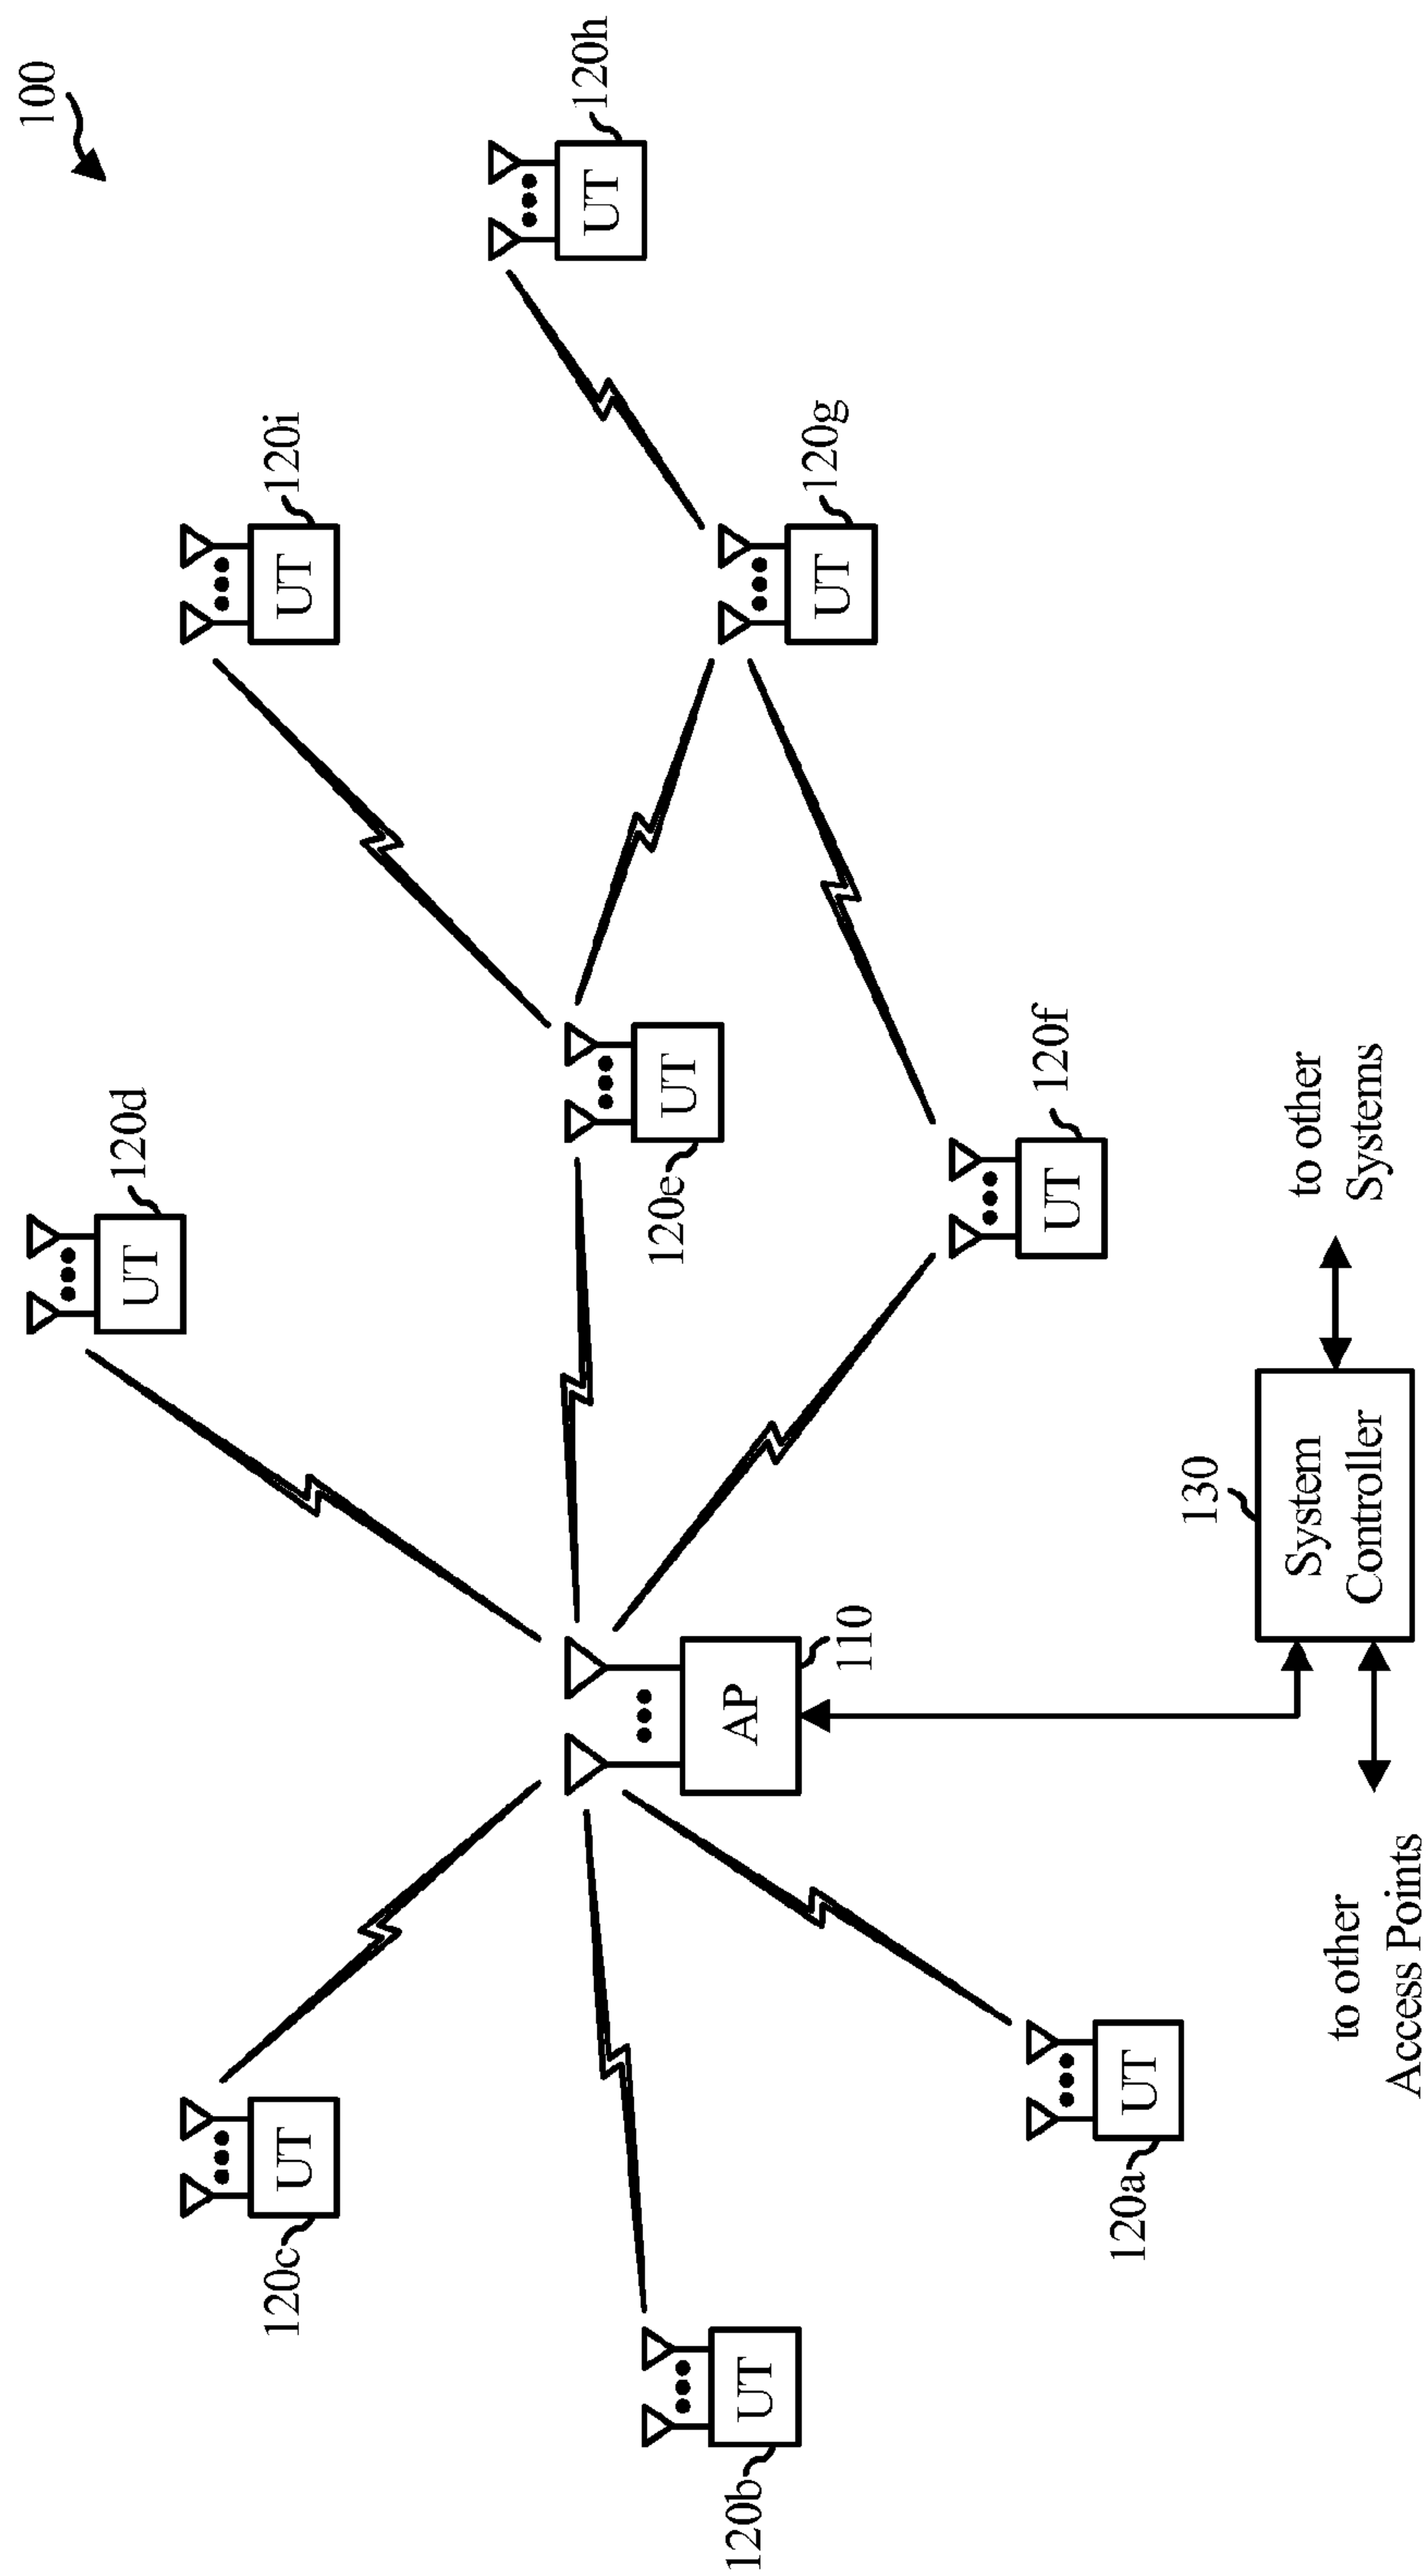 100
UT
120d
UT
120c
UT
120i
UT
120h
UT
120b
AP
110
UT
120e
UT
120g
UT
120a
UT
120f
130
System
Controller
to other
Access Points
to other
Systems